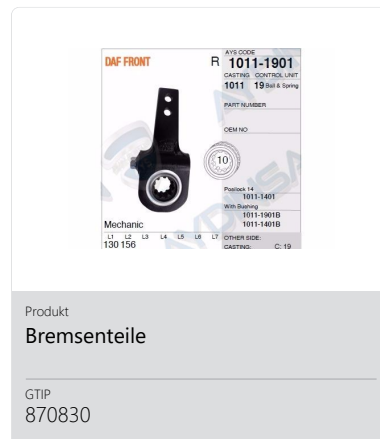 DAF FRONT
R
AYS CODE
1011-1901
CASTING CONTROL UNIT
1011 19 Ball & Spring
PART NUMBER
OEM NO
10
Poslock 14
1011-1401
With Bushing
1011-1901B
1011-1401B
Mechanic
L1 L2 L3 L4 L5 L6 L7
130 156
OTHER SIDE:
CASTING: C: 19
AYDINSAN
Produkt
Bremsenteile
GTIP
870830